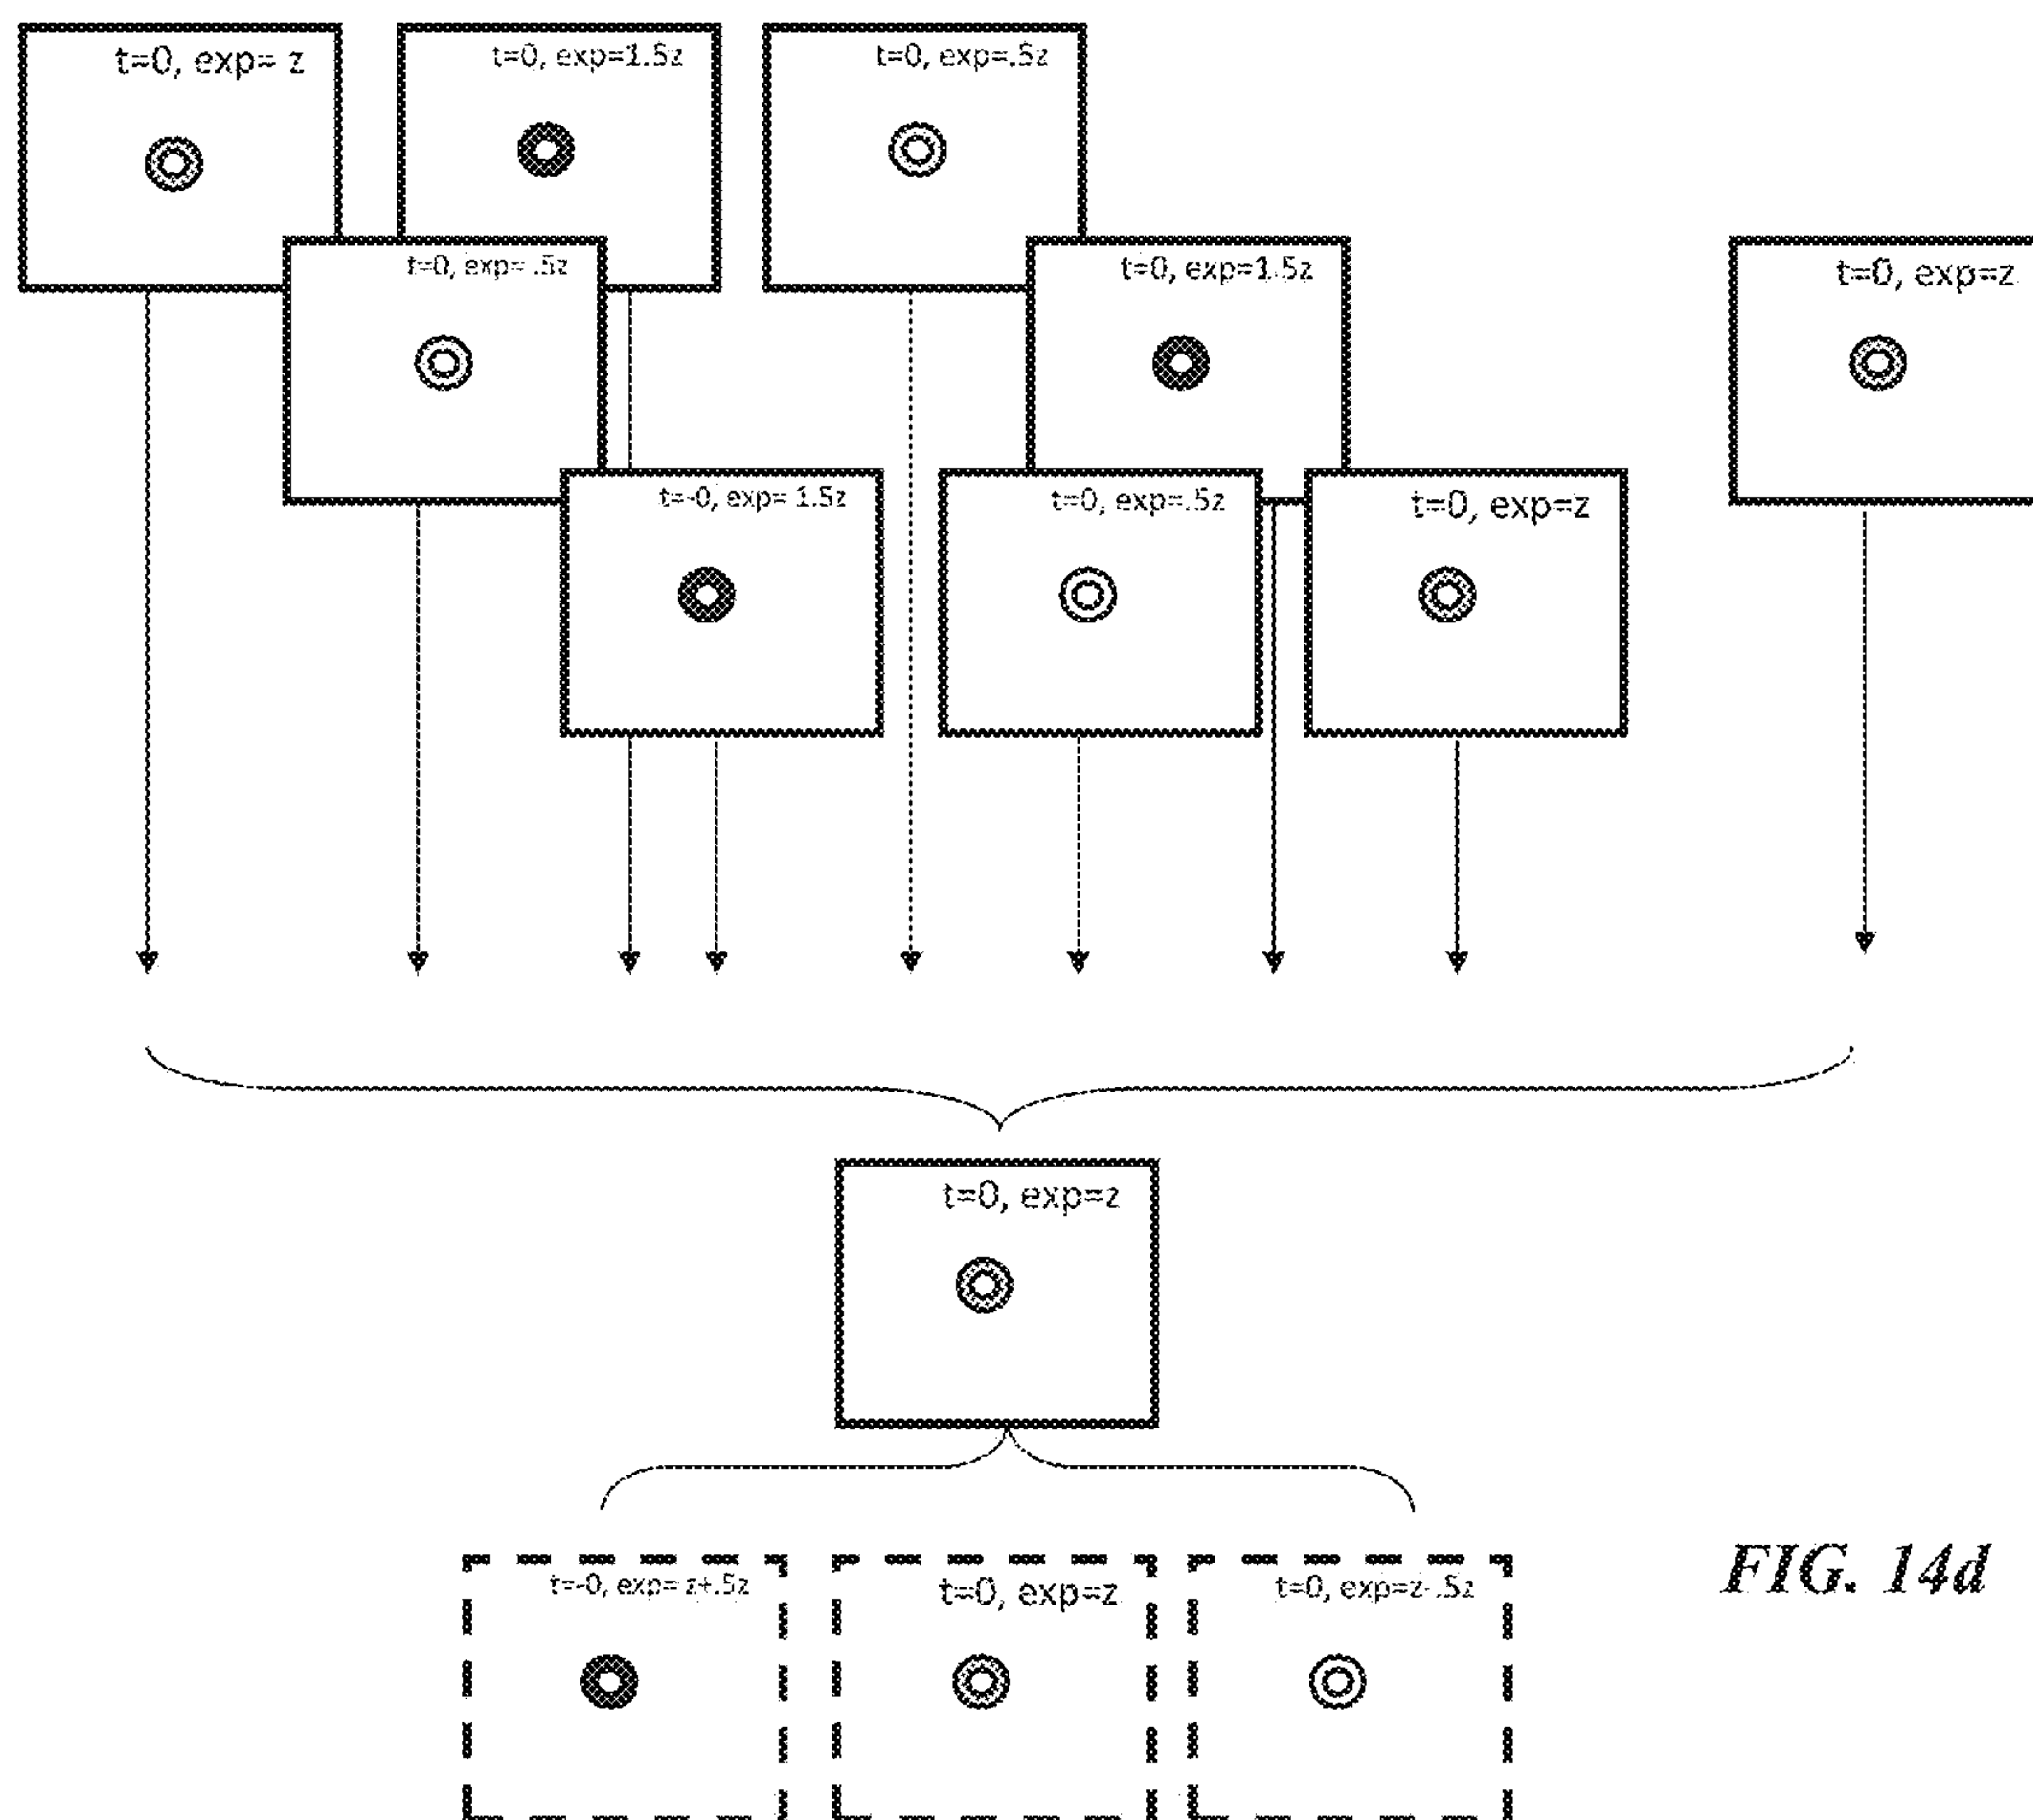 t=0, exp= z
t=0, exp=1.5z
t=0, exp=.5z
t=0, exp= .5z
t=0, exp=1.5z
t=0, exp=z
t=-0, exp= 1.5z
t=0, exp=.5z
t=0, exp=z
t=0, exp=z
t=-0, exp= z+.5z
t=0, exp=z
t=0, exp=z-.5z
FIG. 14d